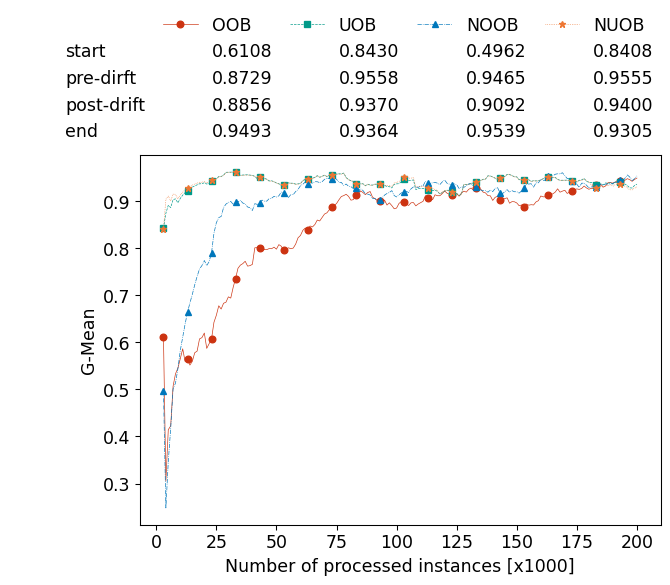 OOB UOB NOOB NUOB
start 0.6108 0.8430 0.4962 0.8408
pre-dirft 0.8729 0.9558 0.9465 0.9555
post-drift 0.8856 0.9370 0.9092 0.9400
end 0.9493 0.9364 0.9539 0.9305
G-Mean
0.9
0.8
0.7
0.6
0.5
0.4
0.3
0 25 50 75 100 125 150 175 200
Number of processed instances [x1000]